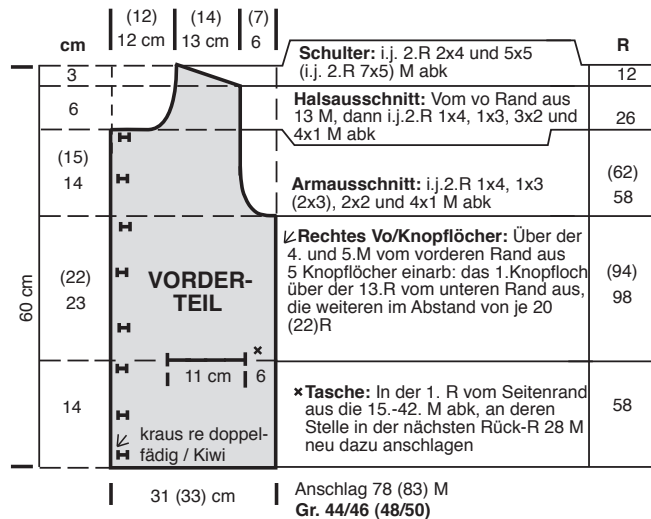 (12) (14) (7)
cm 12 cm 13 cm 6 R
Schulter: i.j. 2.R 2x4 und 5x5
(i.j. 2.R 7x5) M abk
3 12
Halsausschnitt: Vom vo Rand aus
13 M, dann i.j.2.R 1x4, 1x3, 3x2 und
4x1 M abk
6 26
(15) (62)
14 58
Armausschnitt: i.j.2.R 1x4, 1x3
(2x3), 2x2 und 4x1 M abk
Rechtes Vo/Knopflöcher: Über der
4. und 5.M vom vorderen Rand aus
5 Knopflöcher einarb: das 1.Knopfloch
über der 13.R vom unteren Rand aus,
die weiteren im Abstand von je 20
(22)R
60 cm
(22) (94)
23 98
VORDER-
TEIL
11 cm 6
× Tasche: In der 1. R vom Seitenrand
aus die 15.-42. M abk, an deren
Stelle in der nächsten Rück-R 28 M
neu dazu anschlagen
14 58
kraus re doppel-
fädig / Kiwi
31 (33) cm
Anschlag 78 (83) M
Gr. 44/46 (48/50)